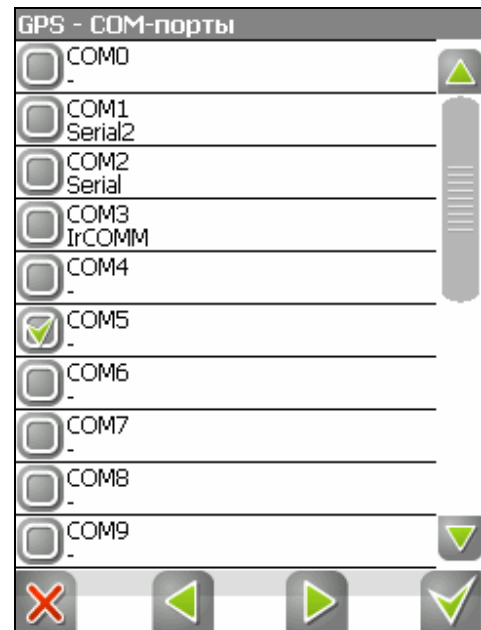 GPS - COM-порты
COM0
-
COM1
Serial2
COM2
Serial
COM3
IrCOMM
COM4
-
COM5
-
COM6
-
COM7
-
COM8
-
COM9
-